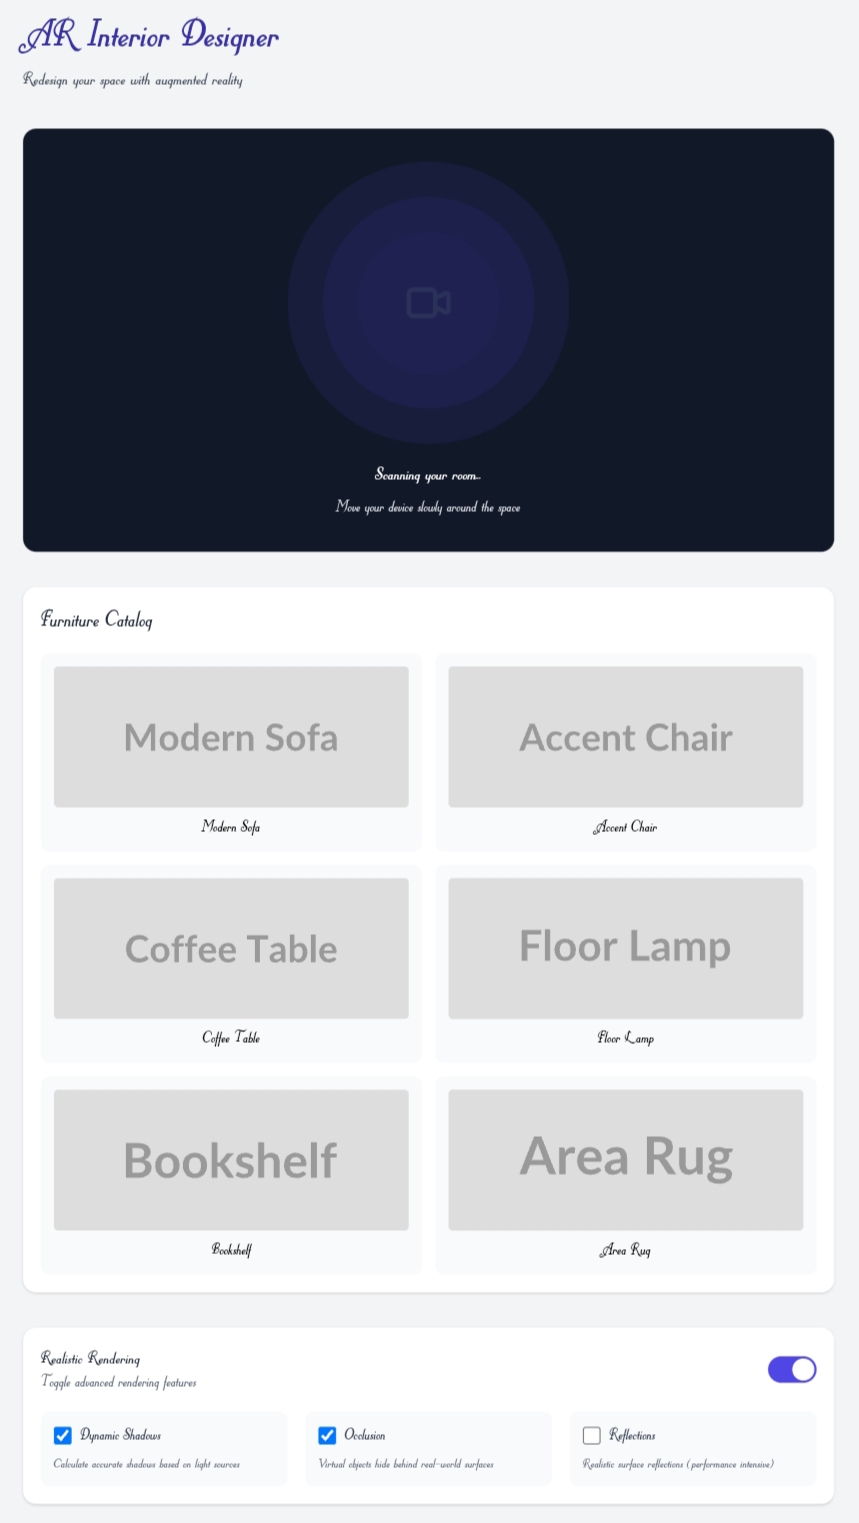 AR Interior Designer
Redesign your space with augmented reality
Scanning your room...
Move your device slowly around the space
Furniture Catalog
Modern Sofa
Accent Chair
Modern Sofa
Accent Chair
Coffee Table
Floor Lamp
Coffee Table
Floor Lamp
Bookshelf
Area Rug
Bookshelf
Area Rug
Realistic Rendering
Toggle advanced rendering features
Dynamic Shadows
Calculate accurate shadows based on light sources
Occlusion
Virtual objects hide behind real-world surfaces
Reflections
Realistic surface reflections (performance intensive)